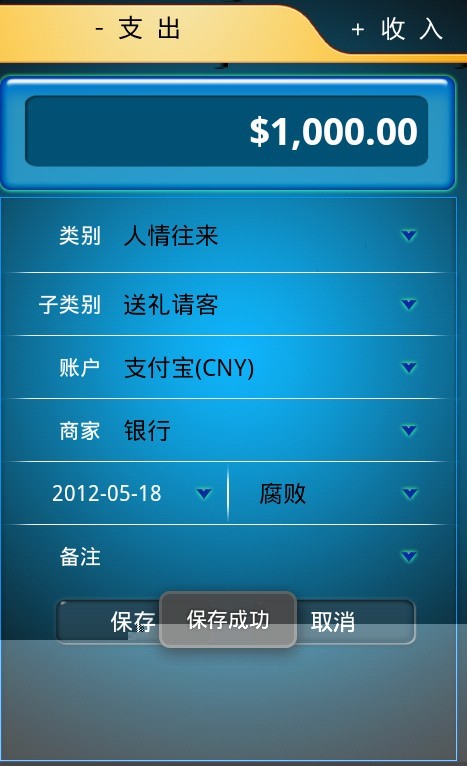 - 支 出 + 收 入
$1,000.00
类别 人情往来
子类别 送礼请客
账户 支付宝(CNY)
商家 银行
2012-05-18 腐败
备注
保存 保存成功 取消